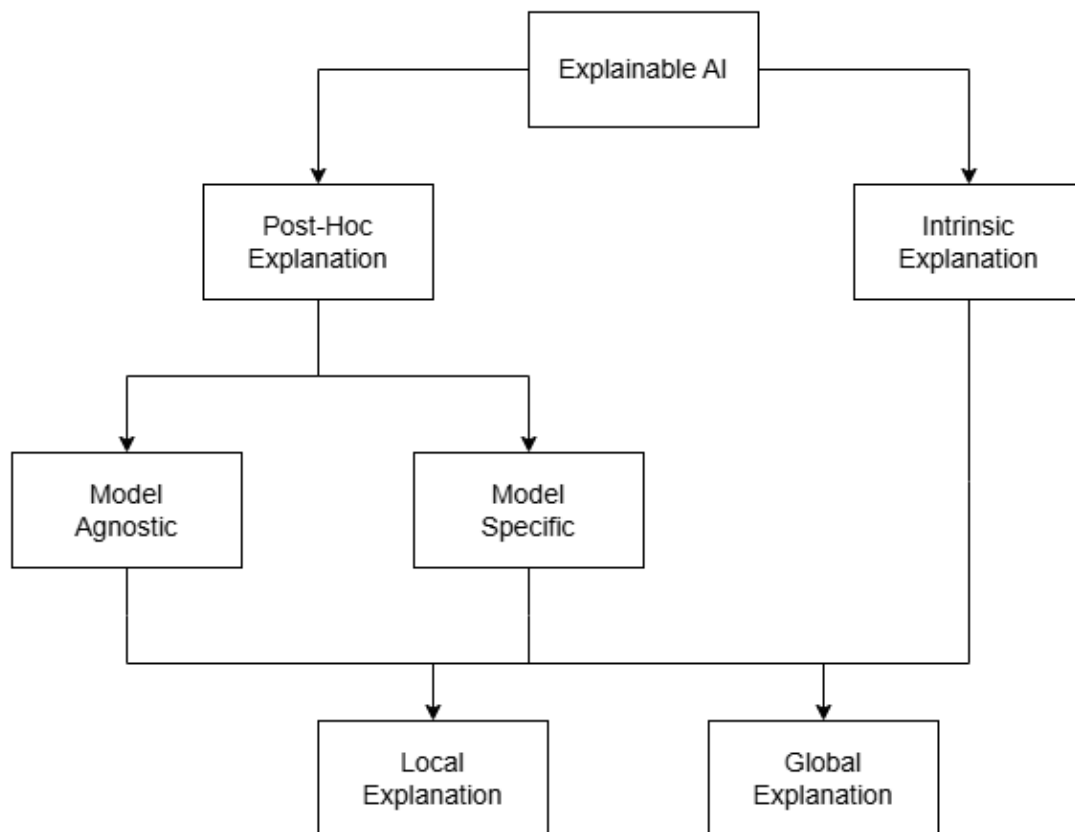 Explainable AI
Post-Hoc
Explanation
Intrinsic
Explanation
Model
Agnostic
Model
Specific
Local
Explanation
Global
Explanation